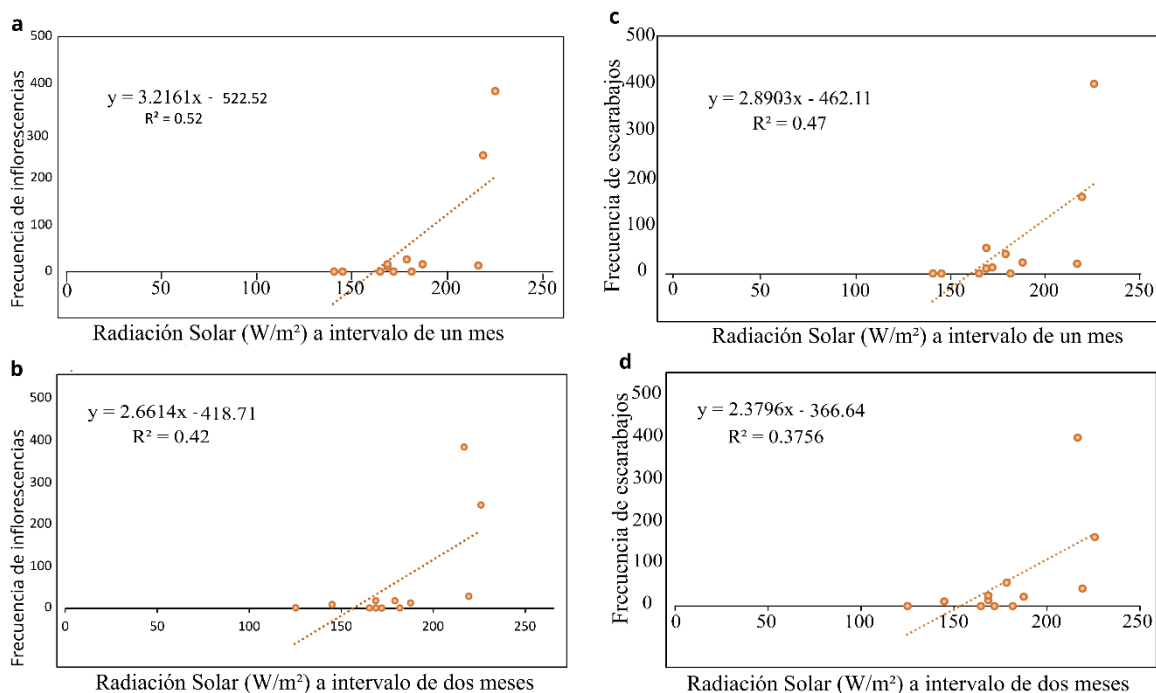 a
500
400
300
200
100
0
Frecuencia de inflorescencias
y = 3.2161x - 522.52
R² = 0.52
0 50 100 150 200 250
Radiación Solar (W/m²) a intervalo de un mes
c
500
400
300
200
100
0
Frecuencia de escarabajos
y = 2.8903x - 462.11
R² = 0.47
0 50 100 150 200 250
Radiación Solar (W/m²) a intervalo de un mes
b
500
400
300
200
100
0
Frecuencia de inflorescencias
y = 2.6614x -418.71
R² = 0.42
0 50 100 150 200 250
Radiación Solar (W/m²) a intervalo de dos meses
d
500
400
300
200
100
0
Frecuencia de escarabajos
y = 2.3796x - 366.64
R² = 0.3756
0 50 100 150 200 250
Radiación Solar (W/m²) a intervalo de dos meses